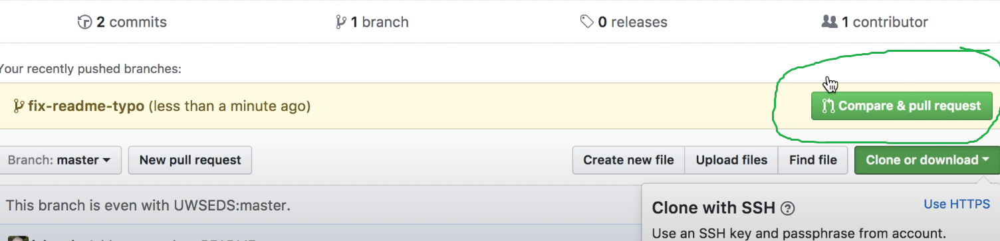 2 commits 1 branch 0 releases 1 contributor
Your recently pushed branches:
fix-readme-typo (less than a minute ago) Compare & pull request
Branch: master New pull request Create new file Upload files Find file Clone or download
This branch is even with UWSEDS:master.
Clone with SSH ? Use HTTPS
Use an SSH key and passphrase from account.